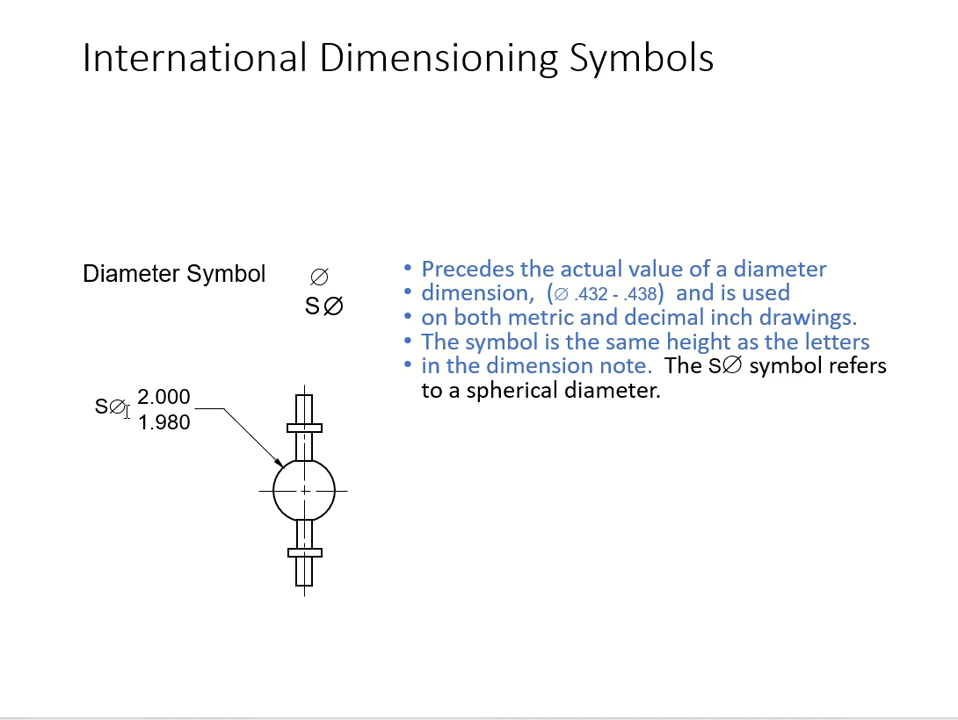 International Dimensioning Symbols
Diameter Symbol ∅
S∅
• Precedes the actual value of a diameter
• dimension, (∅ .432 - .438) and is used
• on both metric and decimal inch drawings.
• The symbol is the same height as the letters
• in the dimension note. The S∅ symbol refers
to a spherical diameter.
S∅ 2.000
1.980